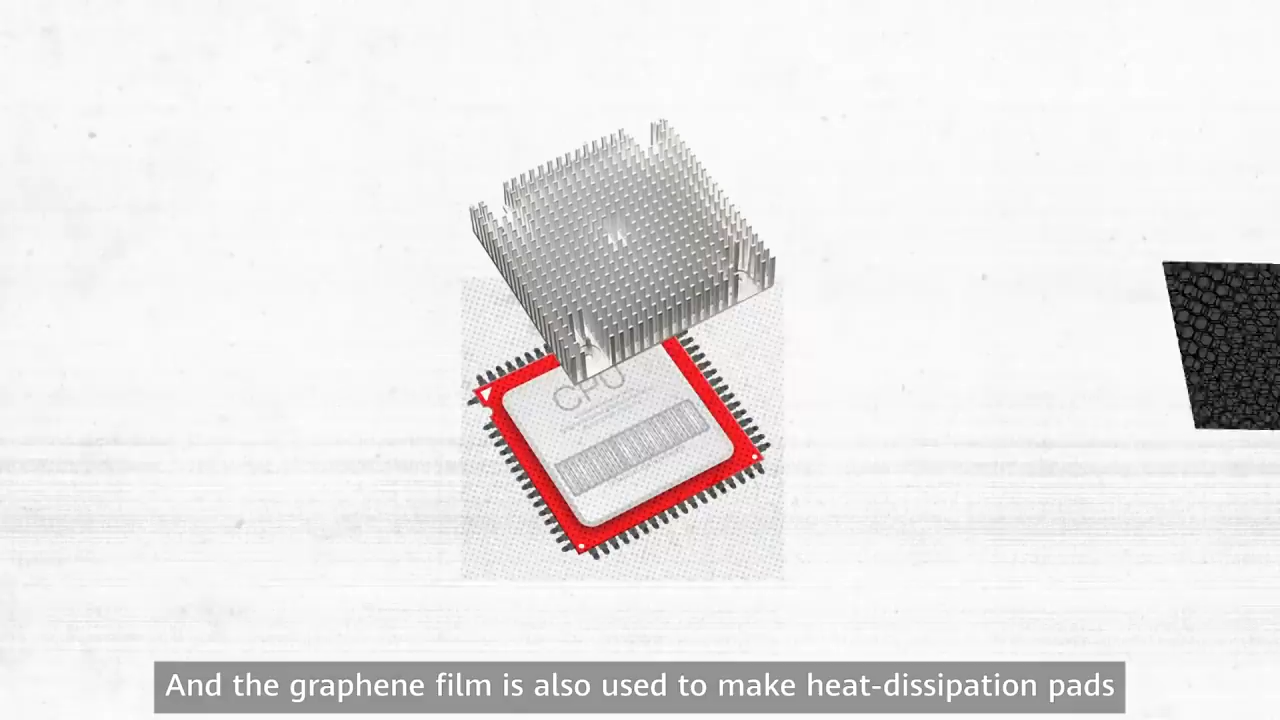 CPU
And the graphene film is also used to make heat-dissipation pads